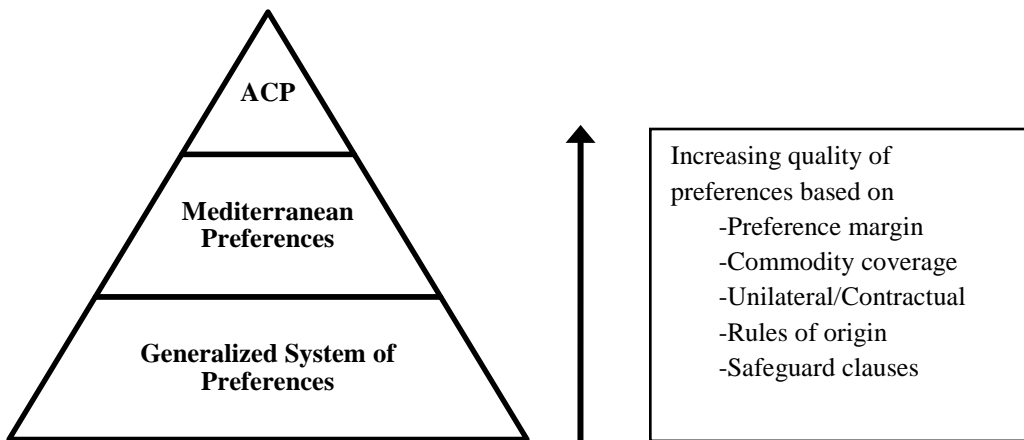 ACP
Mediterranean
Preferences
Generalized System of
Preferences
Increasing quality of
preferences based on
-Preference margin
-Commodity coverage
-Unilateral/Contractual
-Rules of origin
-Safeguard clauses